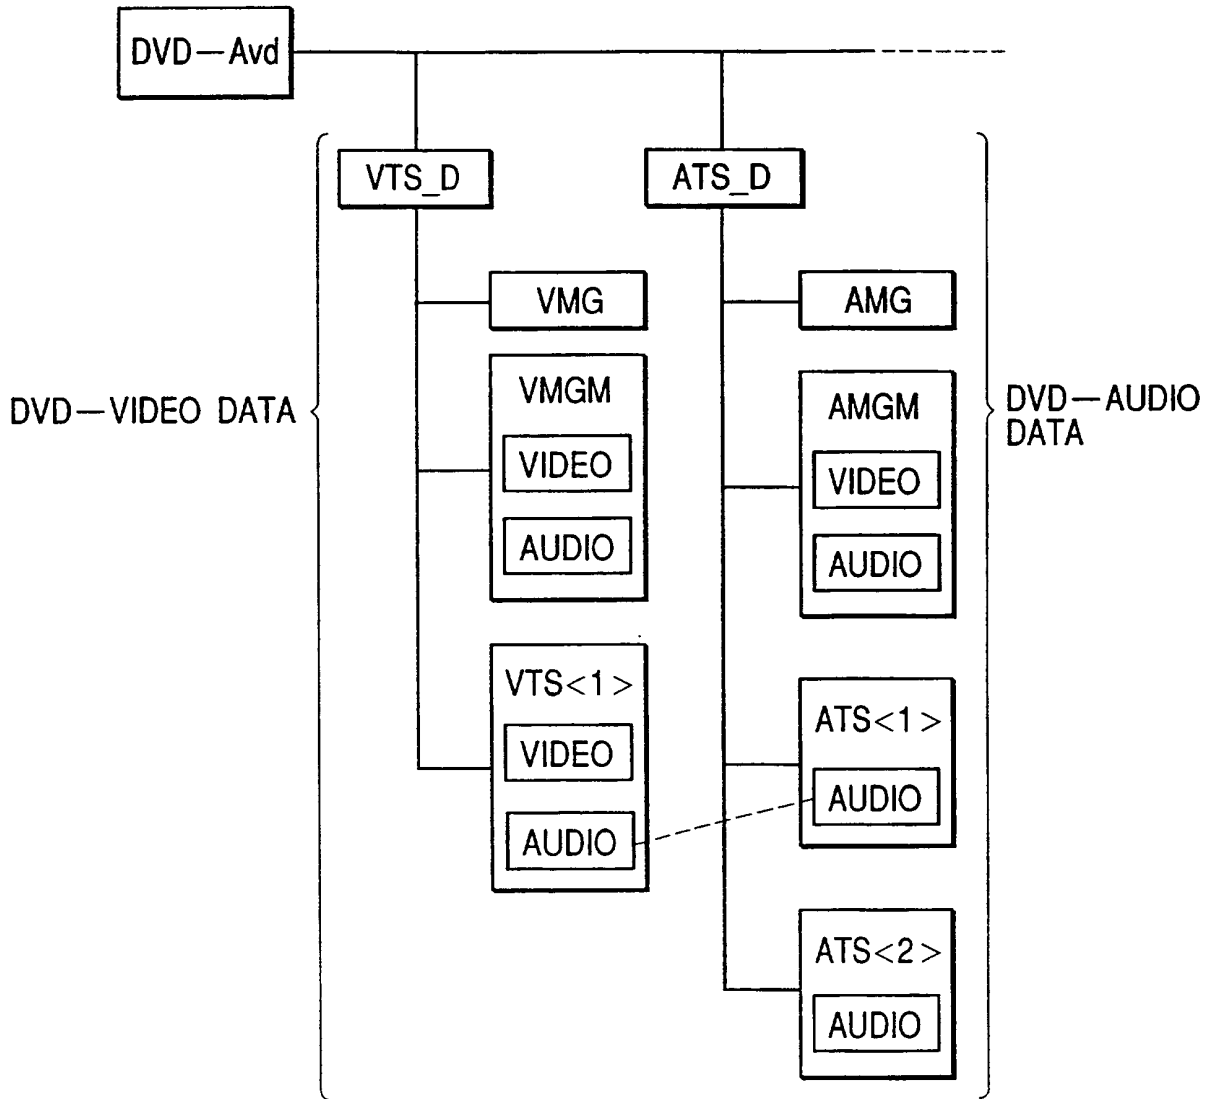 DVD—Avd
VTS_D
ATS_D
VMG
AMG
VMGM
VIDEO
AUDIO
AMGM
VIDEO
AUDIO
DVD—VIDEO DATA
DVD—AUDIO
DATA
VTS<1>
VIDEO
AUDIO
ATS<1>
AUDIO
ATS<2>
AUDIO